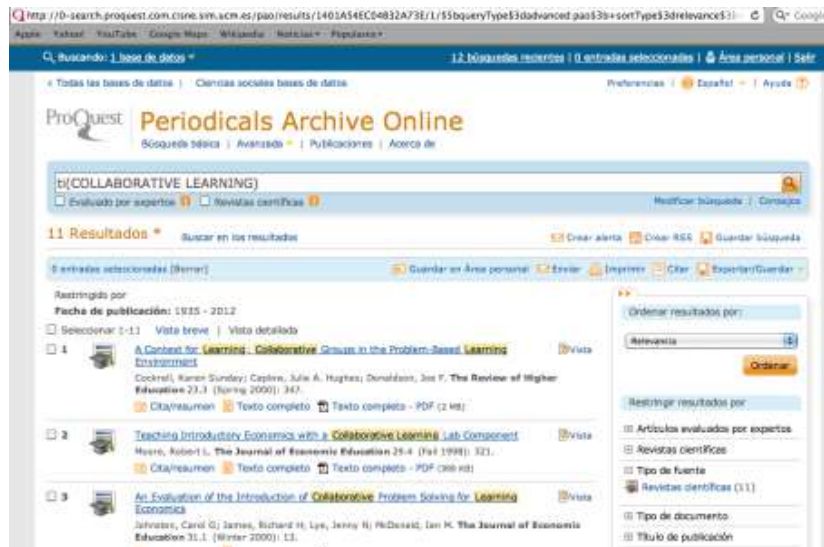 http://0-search.proquest.com.cisne.sim.ucm.es/pao/results/1401A54EC04832A73E/1/
Apple Yahoo! YouTube Google Maps Wikipedia Noticias Populares
Buscando: 1 base de datos
12 búsquedas recientes | 0 entradas seleccionadas | Área personal | Salir
« Todas las bases de datos | Ciencias sociales bases de datos
Preferencias | Español | Ayuda
ProQuest Periodicals Archive Online
Búsqueda básica | Avanzada | Publicaciones | Acerca de
ti(COLLABORATIVE LEARNING)
Evaluado por expertos Revistas científicas
Modificar búsqueda | Consejos
11 Resultados * Buscar en los resultados
Crear alerta Crear RSS Guardar búsqueda
0 entradas seleccionadas [Borrar]
Guardar en Área personal Enviar Imprimir Citar Exportar/Guardar
Restringido por
Fecha de publicación: 1935 - 2012
Seleccionar 1-11 Vista breve | Vista detallada
1 A Context for Learning: Collaborative Groups in the Problem-Based Learning Environment Vista
Cockrell, Karen Sunday; Caplow, Julie A. Hughes; Donaldson, Joe F. The Review of Higher
Education 23.3 (Spring 2000): 347.
Cita/resumen Texto completo Texto completo - PDF (2 MB)
2 Teaching Introductory Economics with a Collaborative Learning Lab Component Vista
Moore, Robert L. The Journal of Economic Education 29.4 (Fall 1998): 321.
Cita/resumen Texto completo Texto completo - PDF
3 An Evaluation of the Introduction of Collaborative Problem Solving for Learning Economics Vista
Johnston, Carol G; James, Richard H; Lye, Jenny N; McDonald, Ian M. The Journal of Economic
Education 31.1 (Winter 2000): 13.
Ordenar resultados por:
Relevancia
Ordenar
Restringir resultados por
Artículos evaluados por expertos
Revistas científicas
Tipo de fuente
Revistas científicas (11)
Tipo de documento
Título de publicación